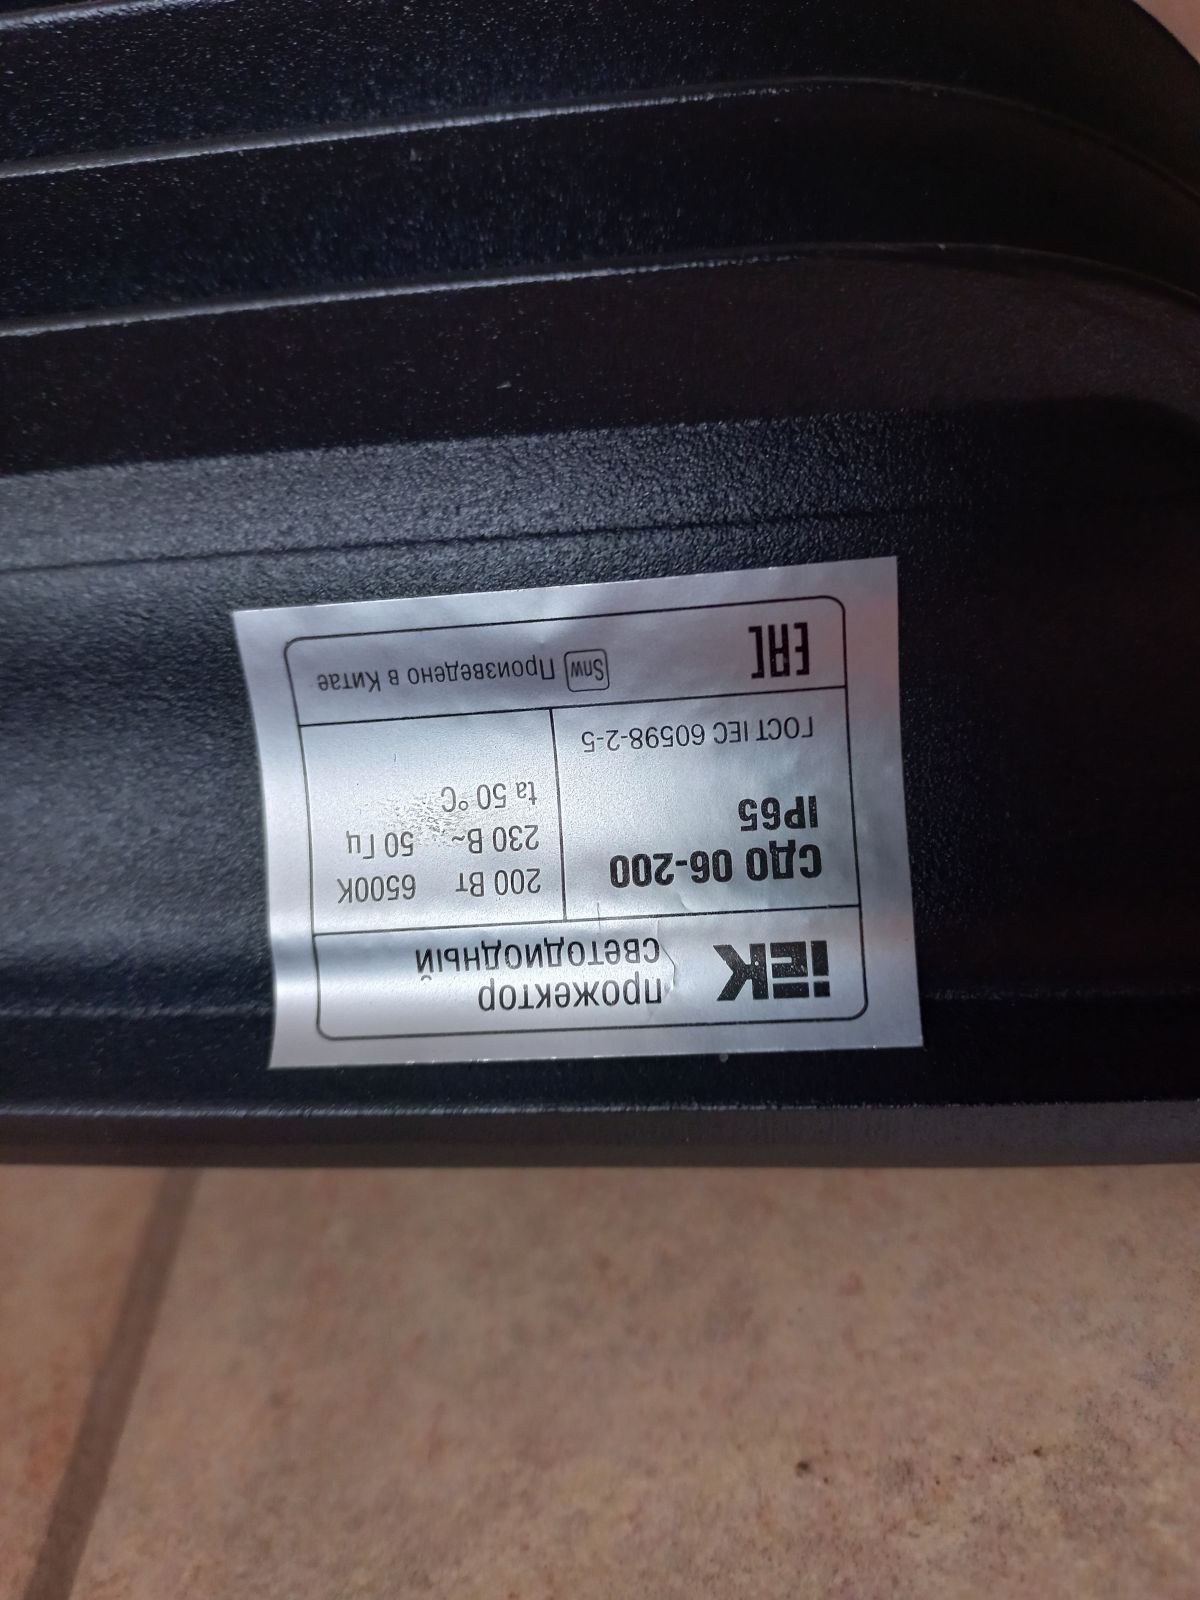 IEK прожектор
светодиодный
СДО 06-200
IP65
ГОСТ IEC 60598-2-5
200 Вт 6500K
230 В~ 50 Гц
ta 50 °C
EAC Snw Произведено в Китае